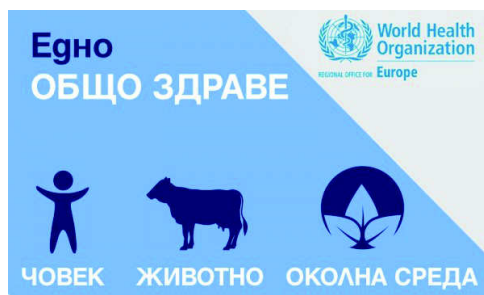 Едно
ОБЩО ЗДРАВЕ
World Health
Organization
REGIONAL OFFICE FOR Europe
ЧОВЕК ЖИВОТНО ОКОЛНА СРЕДА